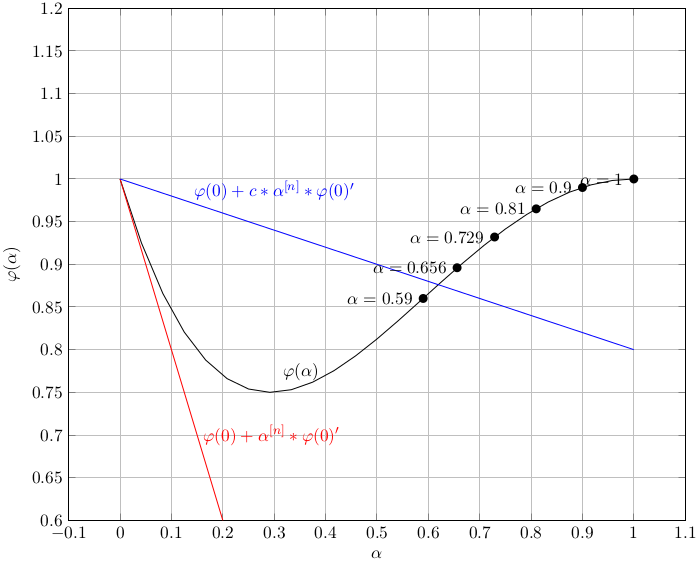 1.2
1.15
1.1
1.05
1
0.95
0.9
0.85
0.8
0.75
0.7
0.65
0.6
φ(α)
φ(0) + c ∗ α^[n] ∗ φ(0)′
α = 1
α = 0.9
α = 0.81
α = 0.729
α = 0.656
α = 0.59
φ(α)
φ(0) + α^[n] ∗ φ(0)′
−0.1 0 0.1 0.2 0.3 0.4 0.5 0.6 0.7 0.8 0.9 1 1.1
α